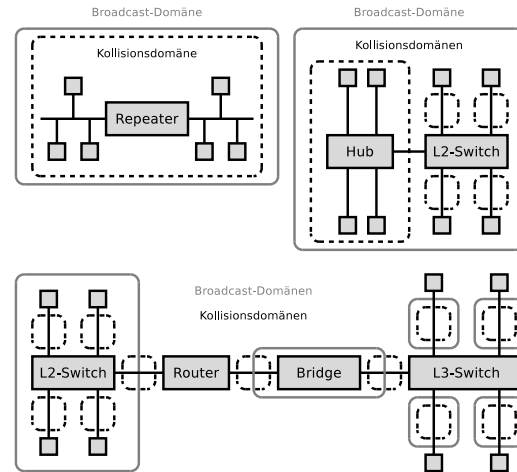 Broadcast-Domäne
Kollisionsdomäne
Repeater
Broadcast-Domäne
Kollisionsdomänen
Hub
L2-Switch
Broadcast-Domänen
Kollisionsdomänen
L2-Switch
Router
Bridge
L3-Switch